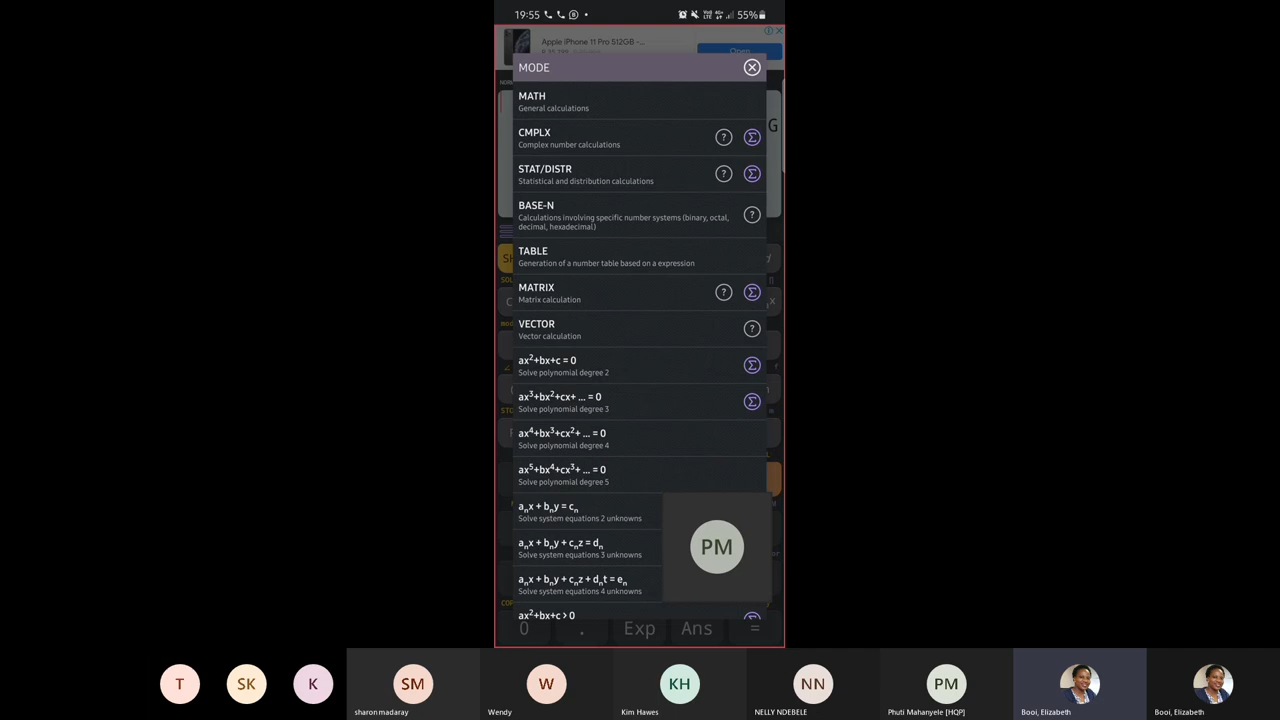 19:55
VoD LTE 4G+ 55%
Apple iPhone 11 Pro 512GB -...
Open
MODE
MATH
General calculations
CMPLX
Complex number calculations
? Σ
STAT/DISTR
Statistical and distribution calculations
? Σ
BASE-N
Calculations involving specific number systems (binary, octal,
decimal, hexadecimal)
?
TABLE
Generation of a number table based on a expression
MATRIX
Matrix calculation
? Σ
VECTOR
Vector calculation
?
ax²+bx+c = 0
Solve polynomial degree 2
Σ
ax³+bx²+cx+ ... = 0
Solve polynomial degree 3
Σ
ax⁴+bx³+cx²+ ... = 0
Solve polynomial degree 4
ax⁵+bx⁴+cx³+ ... = 0
Solve polynomial degree 5
aₙx + bₙy = cₙ
Solve system equations 2 unknowns
aₙx + bₙy + cₙz = dₙ
Solve system equations 3 unknowns
PM
aₙx + bₙy + cₙz + dₙt = eₙ
Solve system equations 4 unknowns
ax²+bx+c > 0
0 . Exp Ans =
T SK K SM W KH NN PM
sharon madaray
Wendy
Kim Hawes
NELLY NDEBELE
Phuti Mahanyele [HQP]
Booi, Elizabeth
Booi, Elizabeth